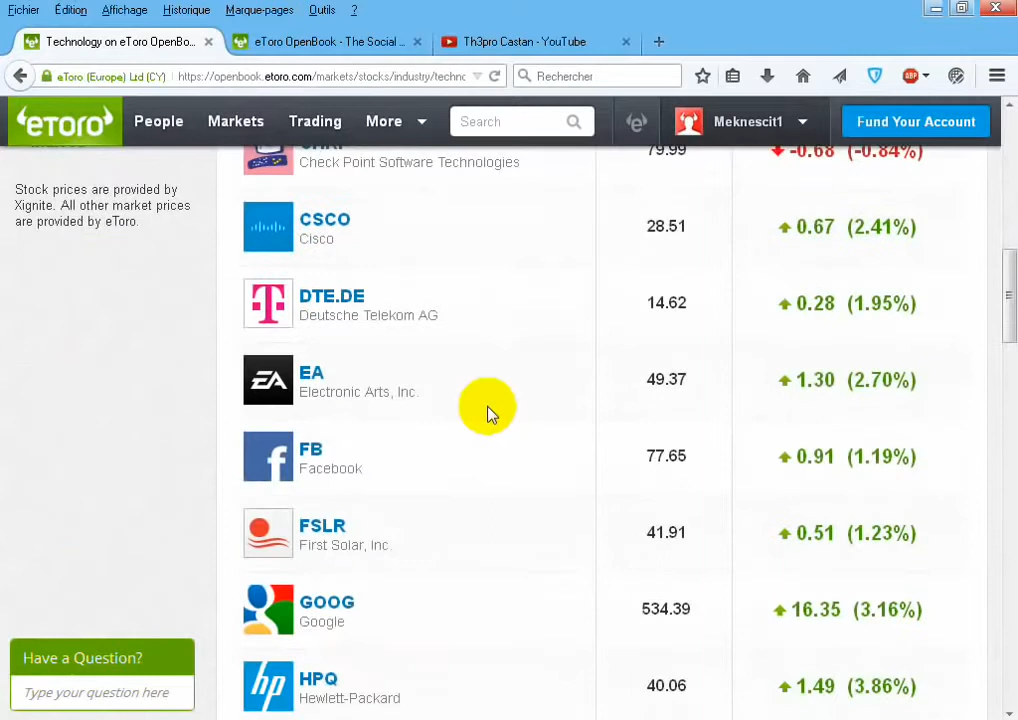 Fichier Édition Affichage Historique Marque-pages Outils ?
Technology on eToro OpenBo... × eToro OpenBook - The Social ... × Th3pro Castan - YouTube × +
eToro (Europe) Ltd (CY) https://openbook.etoro.com/markets/stocks/industry/techno Rechercher ABP
eTORO People Markets Trading More Search e Meknescit1 Fund Your Account
Stock prices are provided by
Xignite. All other market prices
are provided by eToro.
Check Point Software Technologies 79.99 -0.68 (-0.84%)
CSCO
Cisco
28.51 0.67 (2.41%)
T
DTE.DE
Deutsche Telekom AG
14.62 0.28 (1.95%)
EA
EA
Electronic Arts, Inc.
49.37 1.30 (2.70%)
f
FB
Facebook
77.65 0.91 (1.19%)
FSLR
First Solar, Inc.
41.91 0.51 (1.23%)
g
GOOG
Google
534.39 16.35 (3.16%)
hp
HPQ
Hewlett-Packard
40.06 1.49 (3.86%)
Have a Question?
Type your question here